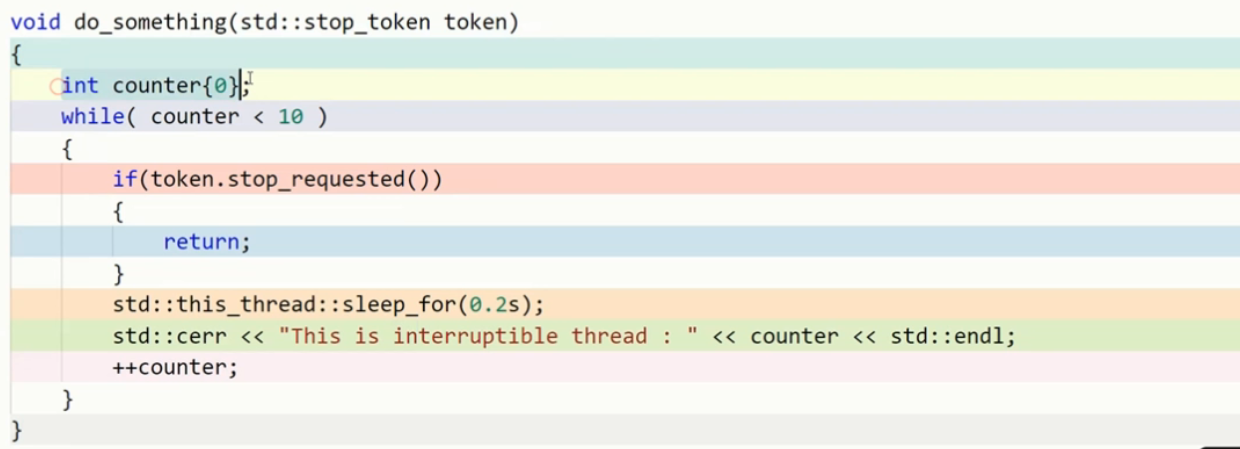 void do_something(std::stop_token token)
{
    int counter{0};
    while( counter < 10 )
    {
        if(token.stop_requested())
        {
            return;
        }
        std::this_thread::sleep_for(0.2s);
        std::cerr << "This is interruptible thread : " << counter << std::endl;
        ++counter;
    }
}